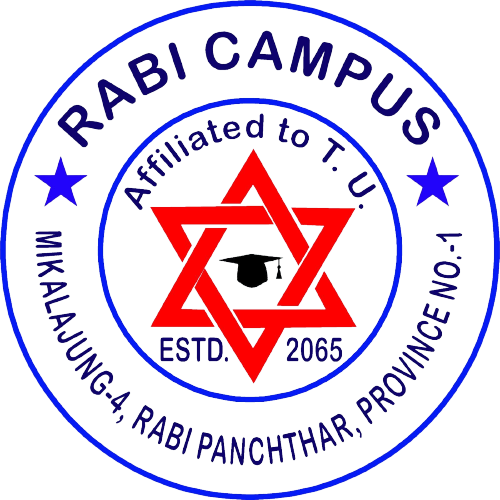 RABI CAMPUS
Affiliated to T. U.
ESTD. 2065
MIKALAJUNG-4, RABI PANCHTHAR, PROVINCE NO.-1